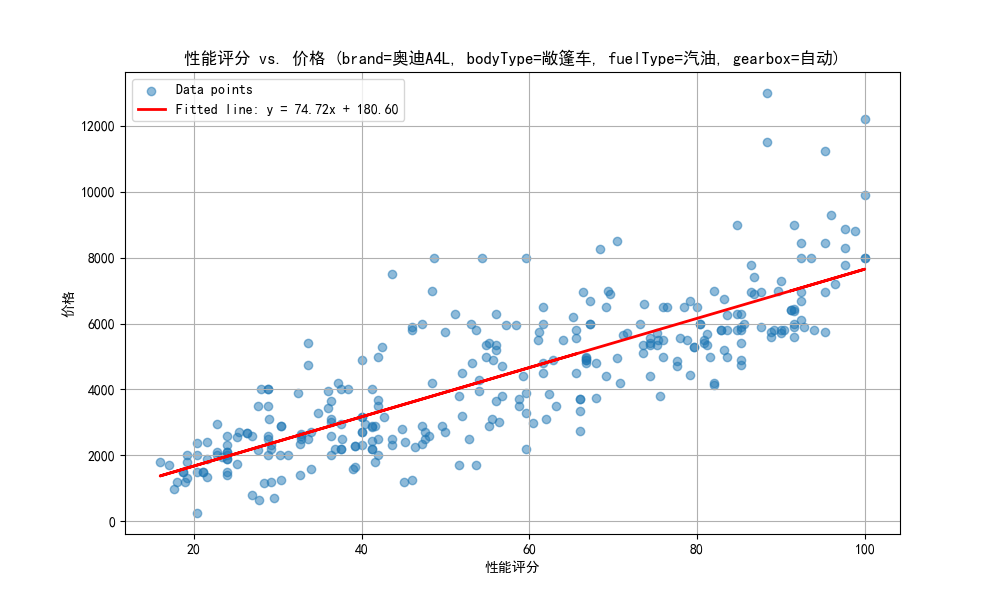 性能评分 vs. 价格 (brand=奥迪A4L, bodyType=敞篷车, fuelType=汽油, gearbox=自动)
Data points
Fitted line: y = 74.72x + 180.60
12000
10000
8000
6000
4000
2000
0
价格
20 40 60 80 100
性能评分